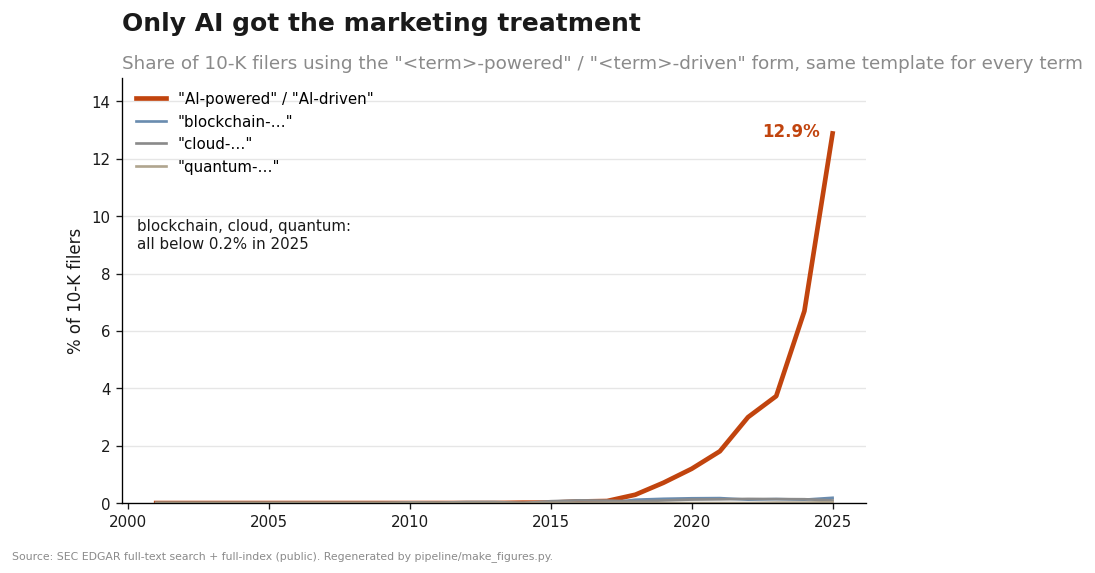 Only AI got the marketing treatment
Share of 10-K filers using the "<term>-powered" / "<term>-driven" form, same template for every term
"AI-powered" / "AI-driven"
"blockchain-…"
"cloud-…"
"quantum-…"
12.9%
blockchain, cloud, quantum:
all below 0.2% in 2025
% of 10-K filers
14
12
10
8
6
4
2
0
2000 2005 2010 2015 2020 2025
Source: SEC EDGAR full-text search + full-index (public). Regenerated by pipeline/make_figures.py.